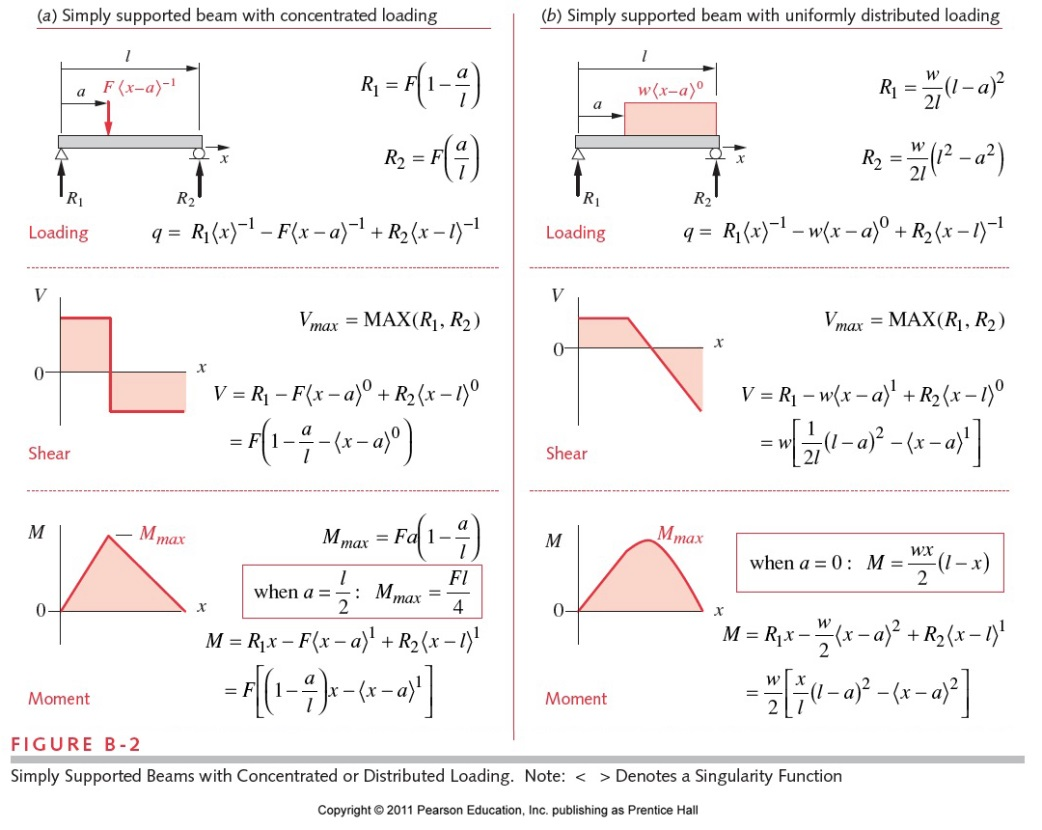 (a) Simply supported beam with concentrated loading
l
a
F⟨x–a⟩⁻¹
x
R₁
R₂
R₁ = F(1 − a/l)
R₂ = F(a/l)
Loading
q = R₁⟨x⟩⁻¹ − F⟨x − a⟩⁻¹ + R₂⟨x − l⟩⁻¹
V
0
x
Vmax = MAX(R₁, R₂)
V = R₁ − F⟨x − a⟩⁰ + R₂⟨x − l⟩⁰
= F(1 − a/l − ⟨x − a⟩⁰)
Shear
M
Mmax
0
x
Mmax = Fa(1 − a/l)
when a = l/2 : Mmax = Fl/4
M = R₁x − F⟨x − a⟩¹ + R₂⟨x − l⟩¹
= F[(1 − a/l)x − ⟨x − a⟩¹]
Moment
(b) Simply supported beam with uniformly distributed loading
l
w⟨x–a⟩⁰
a
x
R₁
R₂
R₁ = w/2l (l − a)²
R₂ = w/2l (l² − a²)
Loading
q = R₁⟨x⟩⁻¹ − w⟨x − a⟩⁰ + R₂⟨x − l⟩⁻¹
V
0
x
Vmax = MAX(R₁, R₂)
V = R₁ − w⟨x − a⟩¹ + R₂⟨x − l⟩⁰
= w[1/2l (l − a)² − ⟨x − a⟩¹]
Shear
M
Mmax
0
x
when a = 0 : M = wx/2 (l − x)
M = R₁x − w/2 ⟨x − a⟩² + R₂⟨x − l⟩¹
= w/2 [x/l (l − a)² − ⟨x − a⟩²]
Moment
FIGURE B-2
Simply Supported Beams with Concentrated or Distributed Loading. Note: < > Denotes a Singularity Function
Copyright © 2011 Pearson Education, Inc. publishing as Prentice Hall